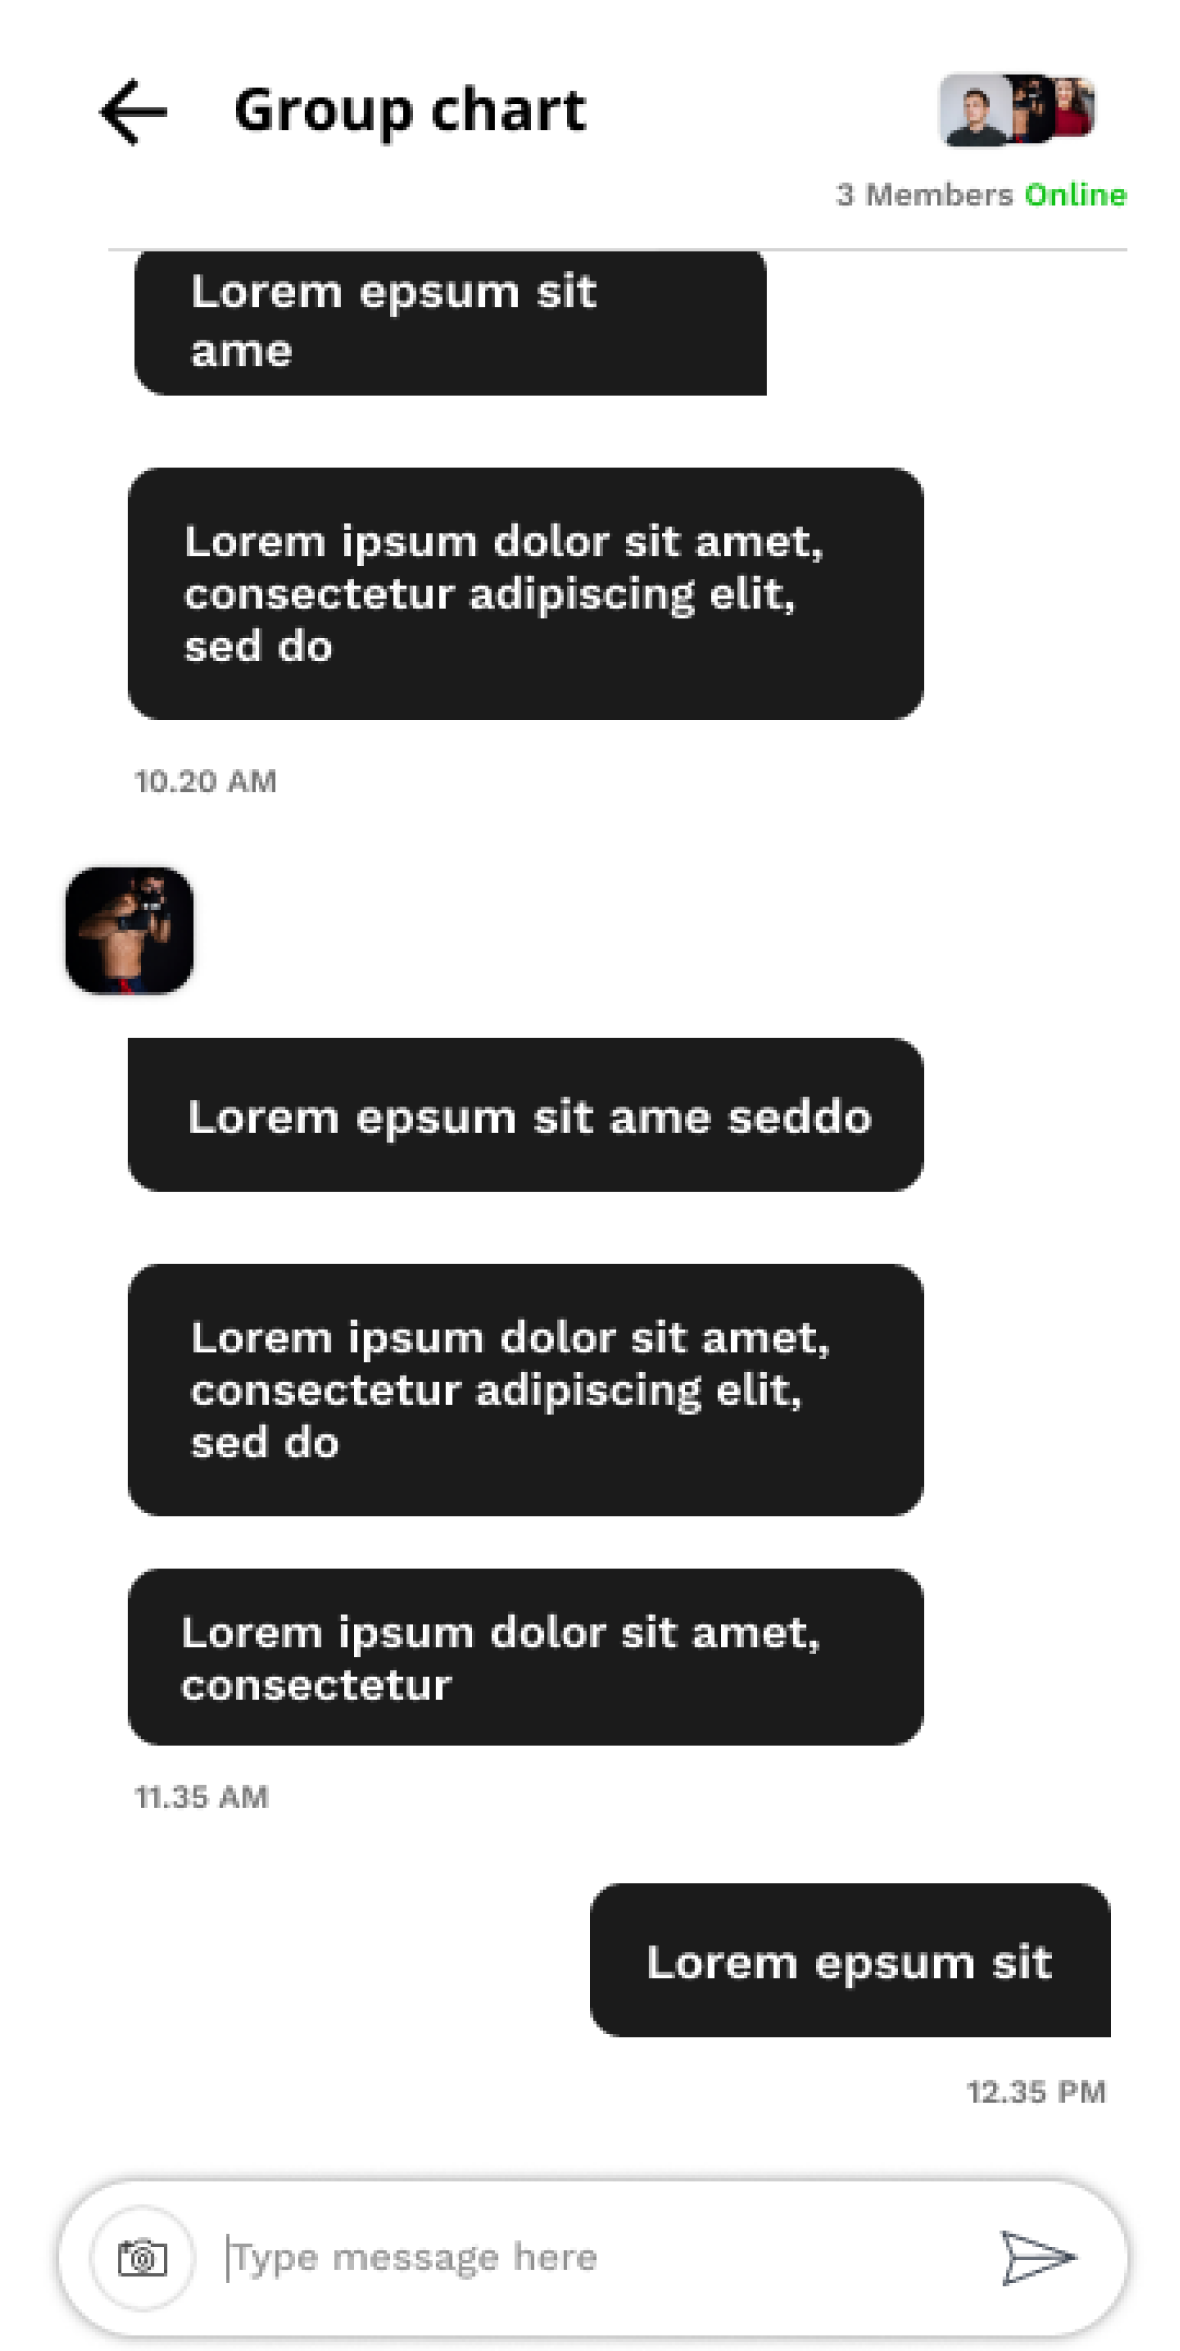 Group chart
3 Members Online
Lorem epsum sit
ame
Lorem ipsum dolor sit amet,
consectetur adipiscing elit,
sed do
10.20 AM
Lorem epsum sit ame seddo
Lorem ipsum dolor sit amet,
consectetur adipiscing elit,
sed do
Lorem ipsum dolor sit amet,
consectetur
11.35 AM
Lorem epsum sit
12.35 PM
Type message here